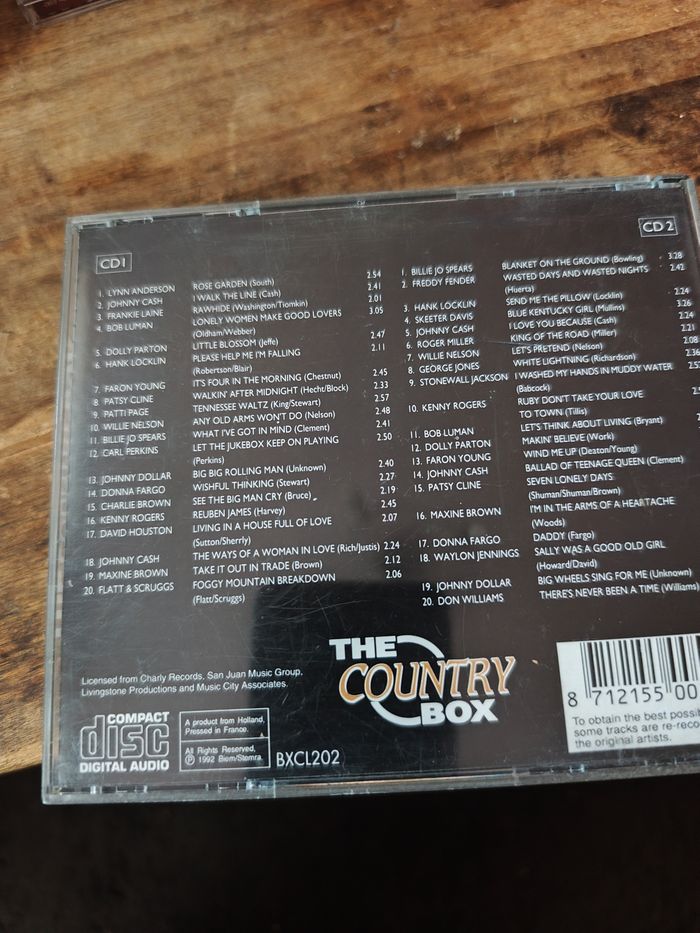 CD 1
1. LYNN ANDERSON ROSE GARDEN (South) 2.54
2. JOHNNY CASH I WALK THE LINE (Cash) 2.41
3. FRANKIE LAINE RAWHIDE (Washington/Tiomkin) 2.01
4. BOB LUMAN LONELY WOMEN MAKE GOOD LOVERS 3.05
(Oldham/Webber)
5. DOLLY PARTON LITTLE BLOSSOM (Jeffe) 2.47
6. HANK LOCKLIN PLEASE HELP ME I'M FALLING 2.11
(Robertson/Blair)
7. FARON YOUNG IT'S FOUR IN THE MORNING (Chestnut) 2.45
8. PATSY CLINE WALKIN' AFTER MIDNIGHT (Hecht/Block) 2.33
9. PATTI PAGE TENNESSEE WALTZ (King/Stewart) 2.57
10. WILLIE NELSON ANY OLD ARMS WON'T DO (Nelson) 2.48
11. BILLIE JO SPEARS WHAT I'VE GOT IN MIND (Clement) 2.41
12. CARL PERKINS LET THE JUKEBOX KEEP ON PLAYING 2.50
(Perkins)
13. JOHNNY DOLLAR BIG BIG ROLLING MAN (Unknown) 2.40
14. DONNA FARGO WISHFUL THINKING (Stewart) 2.27
15. CHARLIE BROWN SEE THE BIG MAN CRY (Bruce) 2.19
16. KENNY ROGERS REUBEN JAMES (Harvey) 2.45
17. DAVID HOUSTON LIVING IN A HOUSE FULL OF LOVE 2.07
(Sutton/Sherrly)
18. JOHNNY CASH THE WAYS OF A WOMAN IN LOVE (Rich/Justis) 2.24
19. MAXINE BROWN TAKE IT OUT IN TRADE (Brown) 2.12
20. FLATT & SCRUGGS FOGGY MOUNTAIN BREAKDOWN 2.06
(Flatt/Scruggs)
CD 2
1. BILLIE JO SPEARS BLANKET ON THE GROUND (Bowling) 3.28
2. FREDDY FENDER WASTED DAYS AND WASTED NIGHTS 2.42
(Huerta)
3. HANK LOCKLIN SEND ME THE PILLOW (Locklin) 2.24
4. SKEETER DAVIS BLUE KENTUCKY GIRL (Mullins) 2.26
5. JOHNNY CASH I LOVE YOU BECAUSE (Cash) 2.24
6. ROGER MILLER KING OF THE ROAD (Miller)
7. WILLIE NELSON LET'S PRETEND (Nelson)
8. GEORGE JONES WHITE LIGHTNING (Richardson)
9. STONEWALL JACKSON I WASHED MY HANDS IN MUDDY WATER
(Babcock)
10. KENNY ROGERS RUBY DON'T TAKE YOUR LOVE
TO TOWN (Tillis)
11. BOB LUMAN LET'S THINK ABOUT LIVING (Bryant)
12. DOLLY PARTON MAKIN' BELIEVE (Work)
13. FARON YOUNG WIND ME UP (Deaton/Young)
14. JOHNNY CASH BALLAD OF TEENAGE QUEEN (Clement)
15. PATSY CLINE SEVEN LONELY DAYS
(Shuman/Shuman/Brown)
16. MAXINE BROWN I'M IN THE ARMS OF A HEARTACHE
(Woods)
17. DONNA FARGO DADDY (Fargo)
18. WAYLON JENNINGS SALLY WAS A GOOD OLD GIRL
(Howard/David)
19. JOHNNY DOLLAR BIG WHEELS SING FOR ME (Unknown)
20. DON WILLIAMS THERE'S NEVER BEEN A TIME (Williams)
THE
COUNTRY
BOX
Licensed from Charly Records, San Juan Music Group,
Livingstone Productions and Music City Associates.
COMPACT
disc
DIGITAL AUDIO
A product from Holland,
Pressed in France.
All Rights Reserved,
℗ 1992 Biem/Stemra.
BXCL202
8 712155 00
To obtain the best
some tracks are
the original artists.